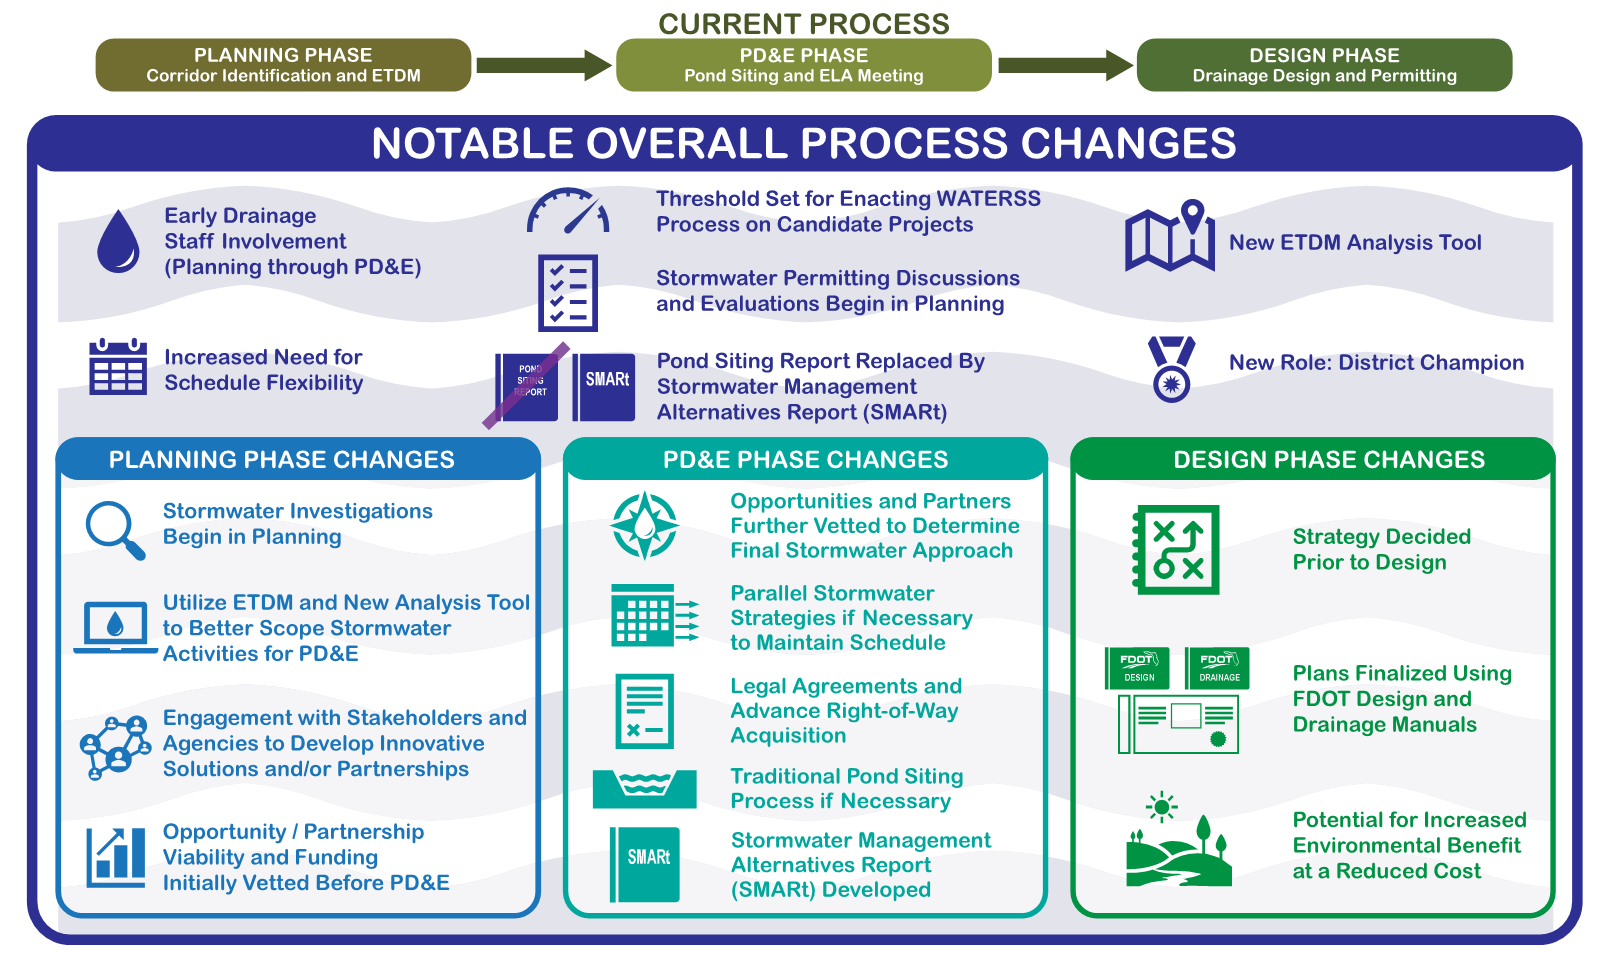 CURRENT PROCESS
PLANNING PHASE
Corridor Identification and ETDM
PD&E PHASE
Pond Siting and ELA Meeting
DESIGN PHASE
Drainage Design and Permitting
NOTABLE OVERALL PROCESS CHANGES
Early Drainage
Staff Involvement
(Planning through PD&E)
Increased Need for
Schedule Flexibility
Threshold Set for Enacting WATERSS
Process on Candidate Projects
Stormwater Permitting Discussions
and Evaluations Begin in Planning
POND
SITING
REPORT
SMARt
Pond Siting Report Replaced By
Stormwater Management
Alternatives Report (SMARt)
New ETDM Analysis Tool
New Role: District Champion
PLANNING PHASE CHANGES
Stormwater Investigations
Begin in Planning
Utilize ETDM and New Analysis Tool
to Better Scope Stormwater
Activities for PD&E
Engagement with Stakeholders and
Agencies to Develop Innovative
Solutions and/or Partnerships
Opportunity / Partnership
Viability and Funding
Initially Vetted Before PD&E
PD&E PHASE CHANGES
Opportunities and Partners
Further Vetted to Determine
Final Stormwater Approach
Parallel Stormwater
Strategies if Necessary
to Maintain Schedule
Legal Agreements and
Advance Right-of-Way
Acquisition
Traditional Pond Siting
Process if Necessary
SMARt
Stormwater Management
Alternatives Report
(SMARt) Developed
DESIGN PHASE CHANGES
Strategy Decided
Prior to Design
FDOT
DESIGN
FDOT
DRAINAGE
Plans Finalized Using
FDOT Design and
Drainage Manuals
Potential for Increased
Environmental Benefit
at a Reduced Cost